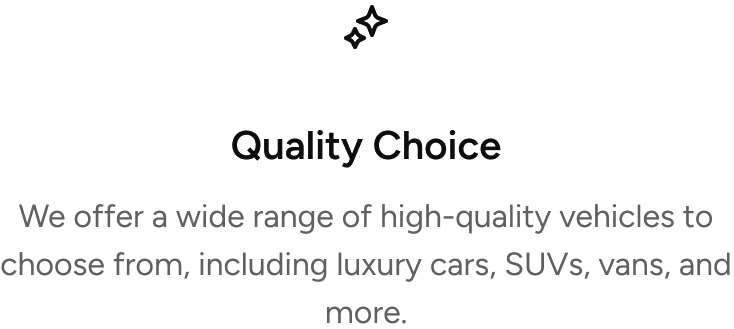 Quality Choice
We offer a wide range of high-quality vehicles to
choose from, including luxury cars, SUVs, vans, and
more.